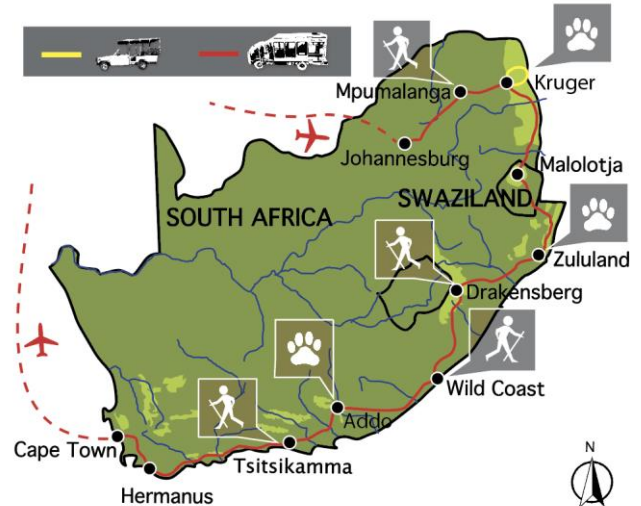 Mpumalanga
Kruger
Johannesburg
Malolotja
SWAZILAND
SOUTH AFRICA
Zululand
Drakensberg
Wild Coast
Addo
Cape Town
Tsitsikamma
Hermanus
N